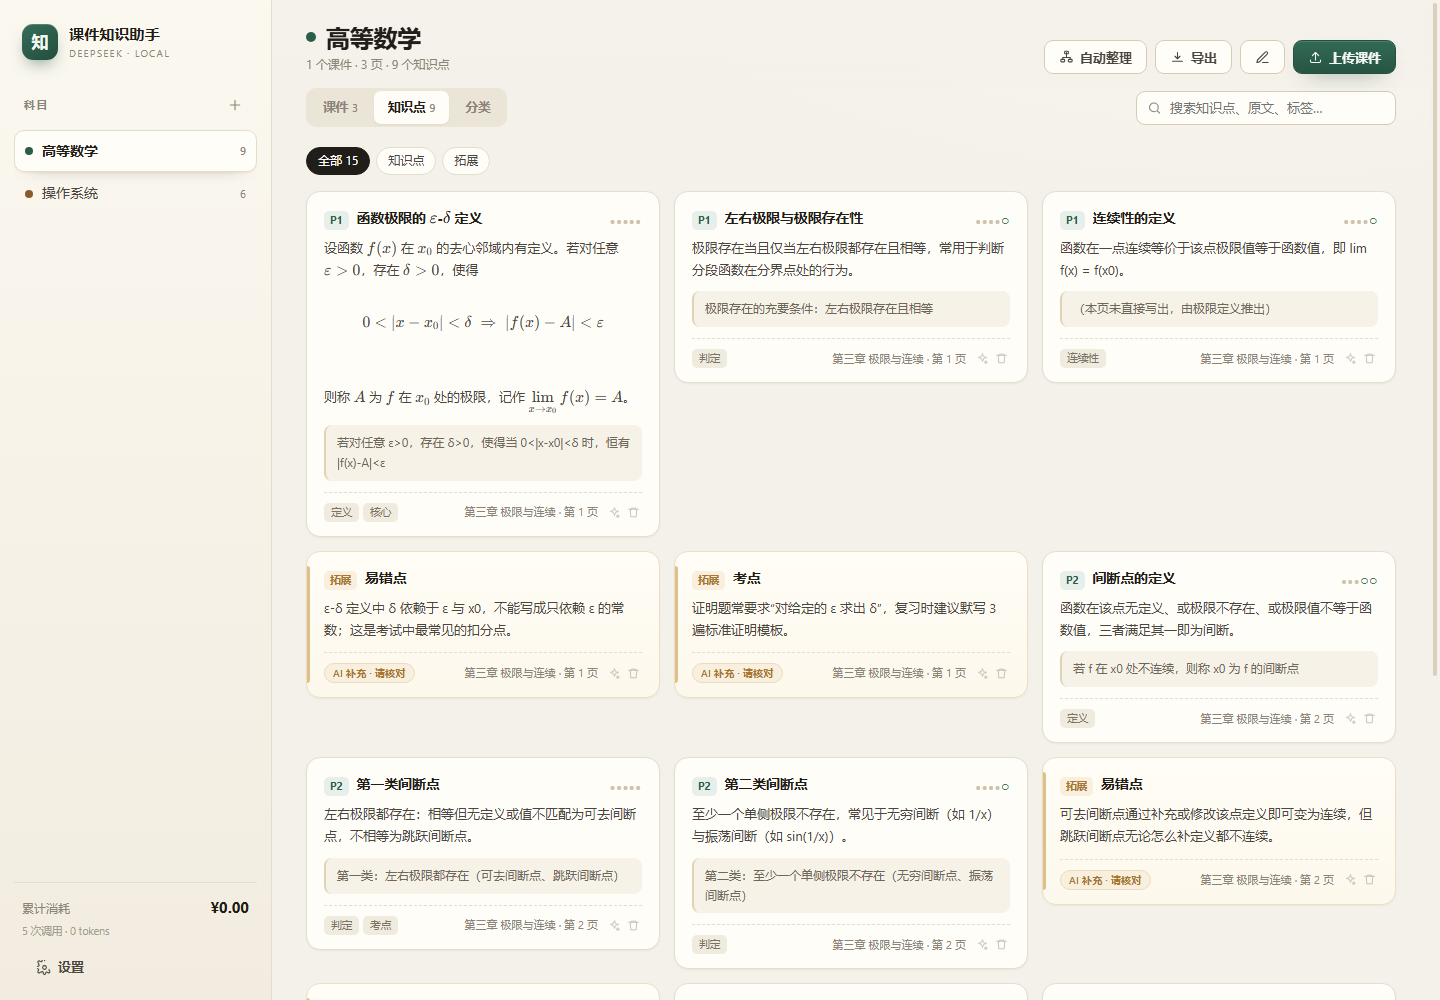 知
课件知识助手
DEEPSEEK · LOCAL
科目
高等数学 9
操作系统 6
累计消耗 ¥0.00
5 次调用 · 0 tokens
设置
高等数学
1 个课件 · 3 页 · 9 个知识点
自动整理
导出
上传课件
课件 3
知识点 9
分类
搜索知识点、原文、标签...
全部 15
知识点
拓展
P1 函数极限的 ε-δ 定义
设函数 f(x) 在 x₀ 的去心邻域内有定义。若对任意
ε > 0，存在 δ > 0，使得
0 < |x − x₀| < δ ⇒ |f(x) − A| < ε
则称 A 为 f 在 x₀ 处的极限，记作 lim f(x) = A。
x→x₀
若对任意 ε>0，存在 δ>0，使得当 0<|x-x0|<δ 时，恒有
|f(x)-A|<ε
定义 核心 第三章 极限与连续 · 第 1 页
P1 左右极限与极限存在性
极限存在当且仅当左右极限都存在且相等，常用于判断
分段函数在分界点处的行为。
极限存在的充要条件：左右极限存在且相等
判定 第三章 极限与连续 · 第 1 页
P1 连续性的定义
函数在一点连续等价于该点极限值等于函数值，即 lim
f(x) = f(x0)。
（本页未直接写出，由极限定义推出）
连续性 第三章 极限与连续 · 第 1 页
拓展 易错点
ε-δ 定义中 δ 依赖于 ε 与 x0，不能写成只依赖 ε 的常
数；这是考试中最常见的扣分点。
AI 补充 · 请核对 第三章 极限与连续 · 第 1 页
拓展 考点
证明题常要求“对给定的 ε 求出 δ”，复习时建议默写 3
遍标准证明模板。
AI 补充 · 请核对 第三章 极限与连续 · 第 1 页
P2 间断点的定义
函数在该点无定义、或极限不存在、或极限值不等于函
数值，三者满足其一即为间断。
若 f 在 x0 处不连续，则称 x0 为 f 的间断点
定义 第三章 极限与连续 · 第 2 页
P2 第一类间断点
左右极限都存在：相等但无定义或值不匹配为可去间断
点，不相等为跳跃间断点。
第一类：左右极限都存在（可去间断点、跳跃间断点）
判定 考点 第三章 极限与连续 · 第 2 页
P2 第二类间断点
至少一个单侧极限不存在，常见于无穷间断（如 1/x）
与振荡间断（如 sin(1/x)）。
第二类：至少一个单侧极限不存在（无穷间断点、振荡
间断点）
判定 第三章 极限与连续 · 第 2 页
拓展 易错点
可去间断点通过补充或修改该点定义即可变为连续，但
跳跃间断点无论怎么补定义都不连续。
AI 补充 · 请核对 第三章 极限与连续 · 第 2 页